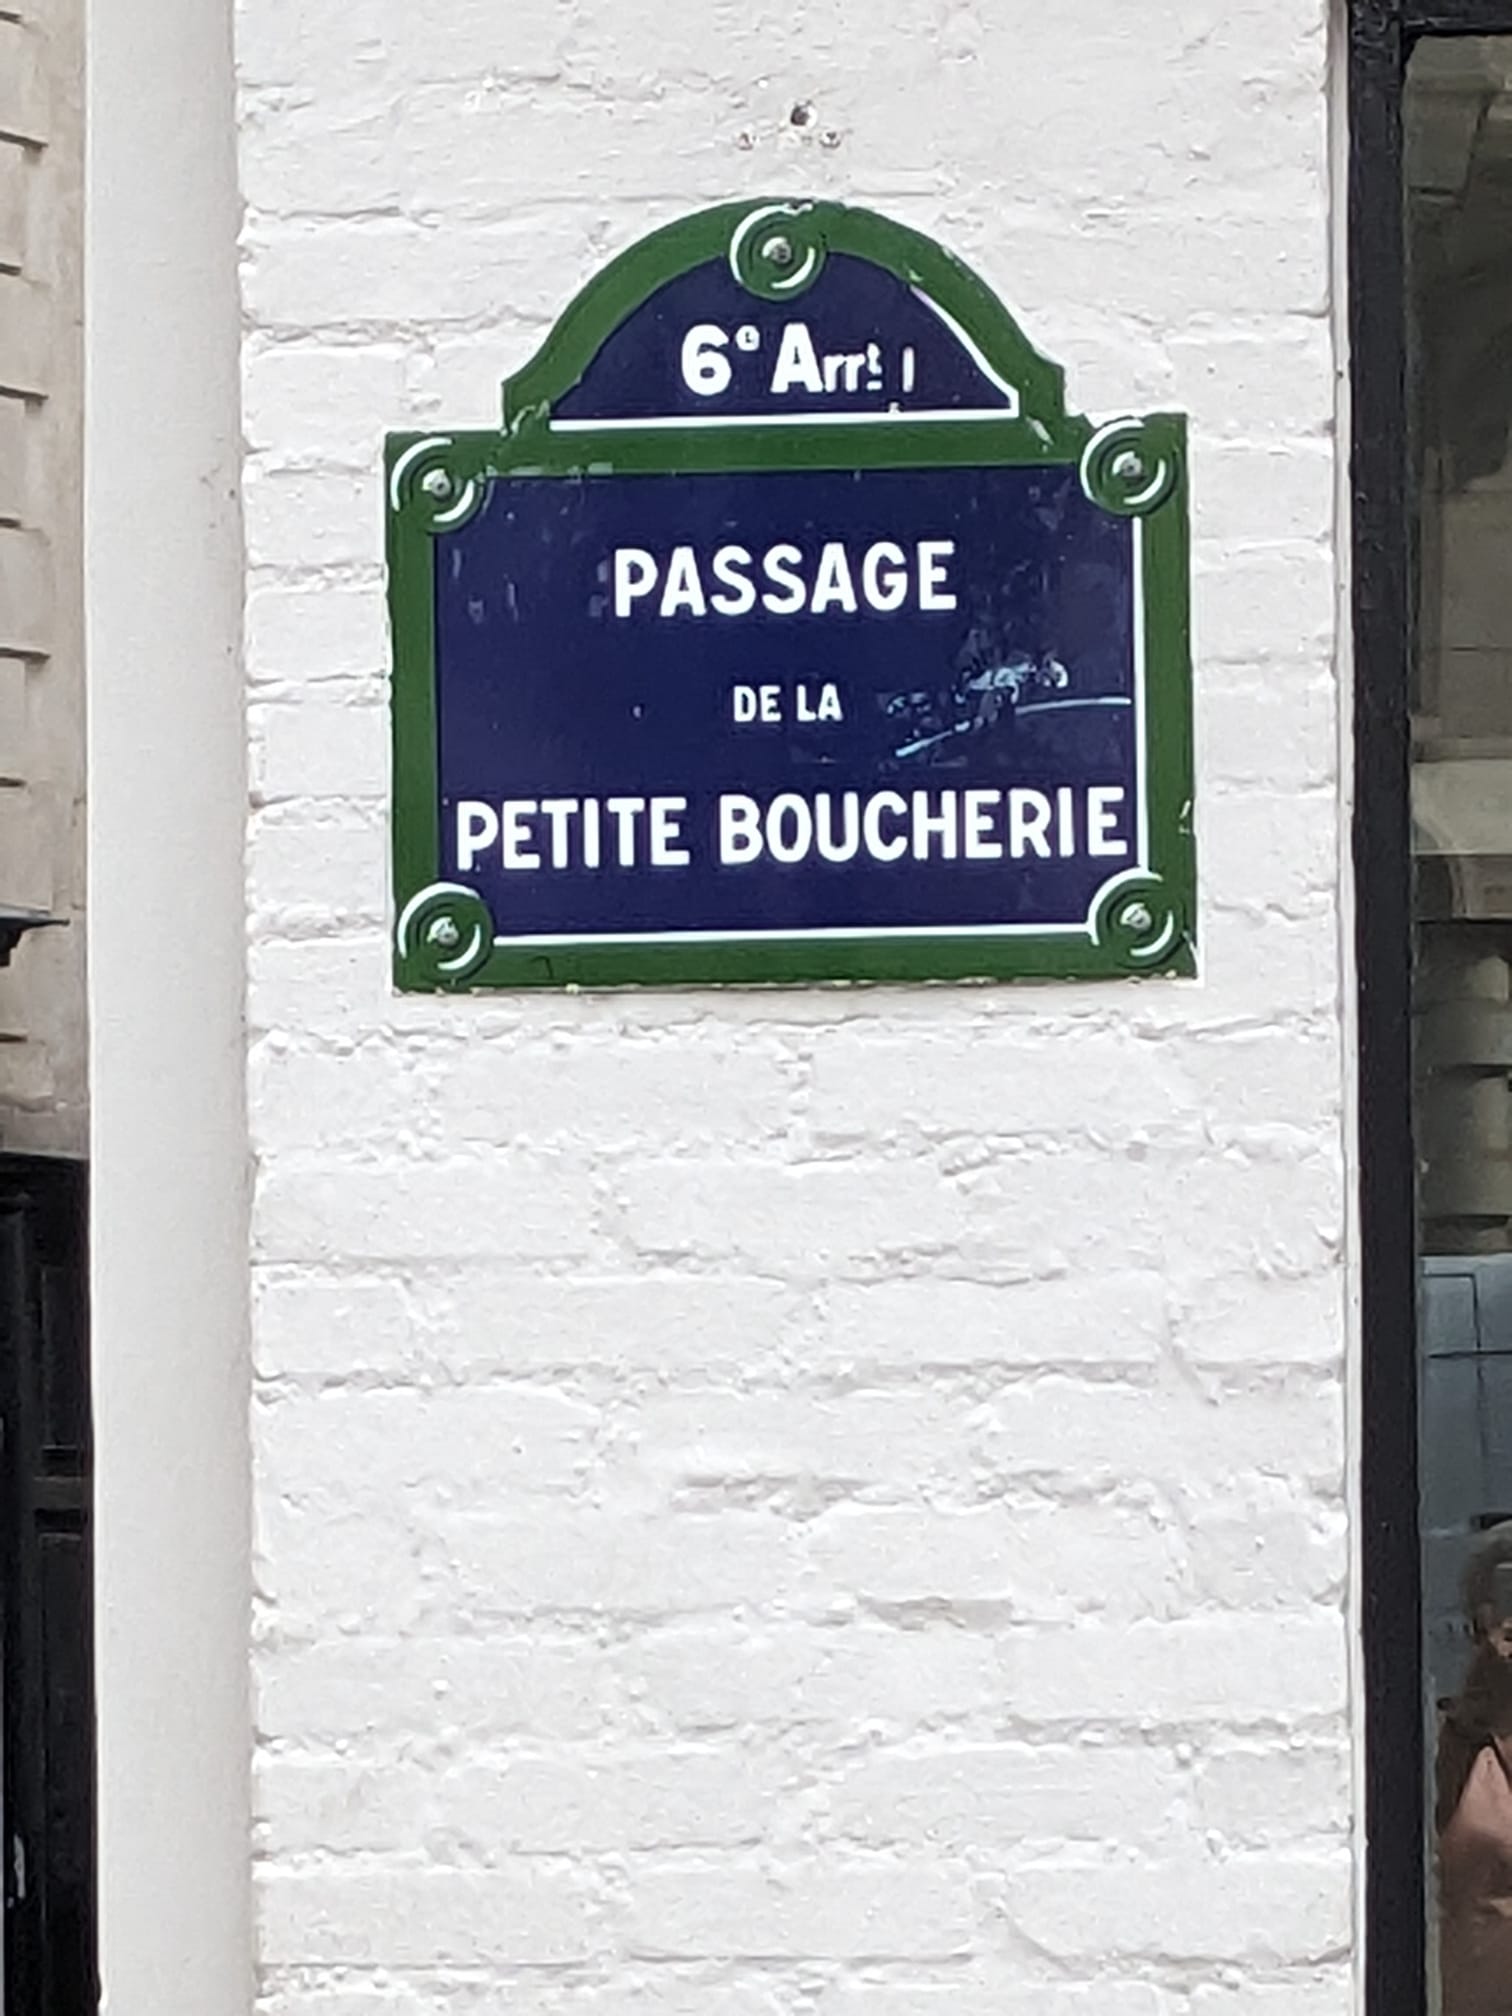 6e Arrt
PASSAGE
DE LA
PETITE BOUCHERIE